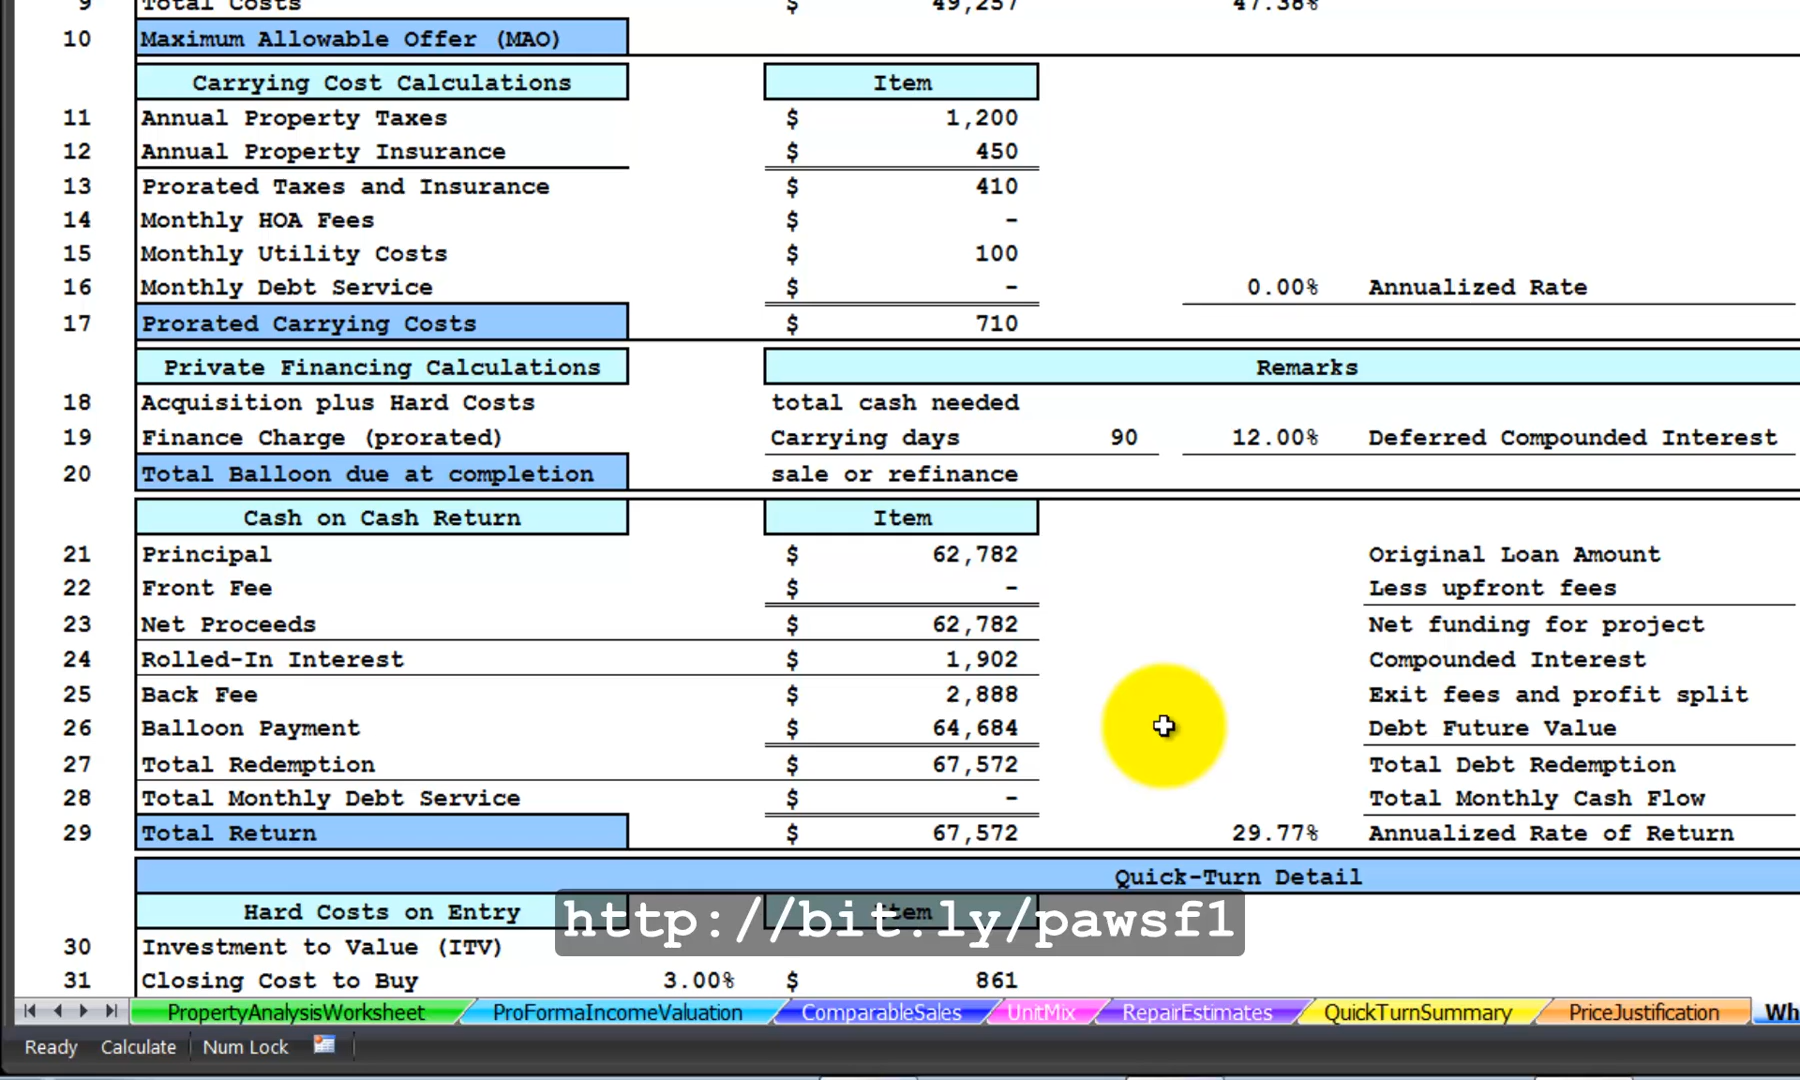 9 Total Costs $ 49,257 47.38%
10 Maximum Allowable Offer (MAO)
Carrying Cost Calculations Item
11 Annual Property Taxes $ 1,200
12 Annual Property Insurance $ 450
13 Prorated Taxes and Insurance $ 410
14 Monthly HOA Fees $ -
15 Monthly Utility Costs $ 100
16 Monthly Debt Service $ - 0.00% Annualized Rate
17 Prorated Carrying Costs $ 710
Private Financing Calculations Remarks
18 Acquisition plus Hard Costs total cash needed
19 Finance Charge (prorated) Carrying days 90 12.00% Deferred Compounded Interest
20 Total Balloon due at completion sale or refinance
Cash on Cash Return Item
21 Principal $ 62,782 Original Loan Amount
22 Front Fee $ - Less upfront fees
23 Net Proceeds $ 62,782 Net funding for project
24 Rolled-In Interest $ 1,902 Compounded Interest
25 Back Fee $ 2,888 Exit fees and profit split
26 Balloon Payment $ 64,684 Debt Future Value
27 Total Redemption $ 67,572 Total Debt Redemption
28 Total Monthly Debt Service $ - Total Monthly Cash Flow
29 Total Return $ 67,572 29.77% Annualized Rate of Return
Quick-Turn Detail
Hard Costs on Entry Item
http://bit.ly/pawsf1
30 Investment to Value (ITV)
31 Closing Cost to Buy 3.00% $ 861
PropertyAnalysisWorksheet ProFormaIncomeValuation ComparableSales UnitMix RepairEstimates QuickTurnSummary PriceJustification Wh
Ready Calculate Num Lock